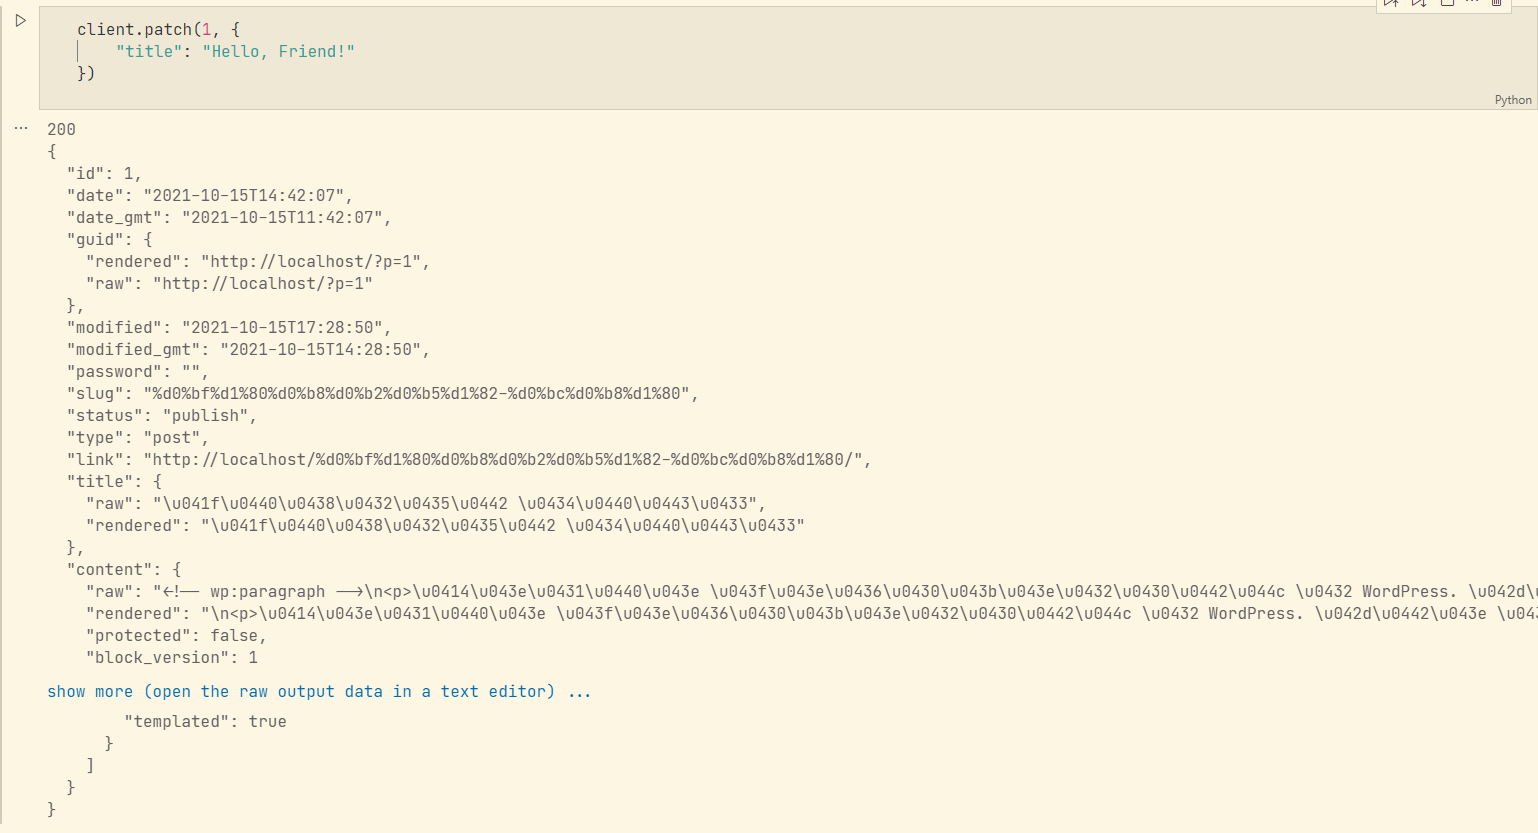 client.patch(1, {
    "title": "Hello, Friend!"
})
Python
200
{
  "id": 1,
  "date": "2021-10-15T14:42:07",
  "date_gmt": "2021-10-15T11:42:07",
  "guid": {
    "rendered": "http://localhost/?p=1",
    "raw": "http://localhost/?p=1"
  },
  "modified": "2021-10-15T17:28:50",
  "modified_gmt": "2021-10-15T14:28:50",
  "password": "",
  "slug": "%d0%bf%d1%80%d0%b8%d0%b2%d0%b5%d1%82-%d0%bc%d0%b8%d1%80",
  "status": "publish",
  "type": "post",
  "link": "http://localhost/%d0%bf%d1%80%d0%b8%d0%b2%d0%b5%d1%82-%d0%bc%d0%b8%d1%80/",
  "title": {
    "raw": "\u041f\u0440\u0438\u0432\u0435\u0442 \u0434\u0440\u0443\u0433",
    "rendered": "\u041f\u0440\u0438\u0432\u0435\u0442 \u0434\u0440\u0443\u0433"
  },
  "content": {
    "raw": "<!-- wp:paragraph -->\n<p>\u0414\u043e\u0431\u0440\u043e \u043f\u043e\u0436\u0430\u043b\u043e\u0432\u0430\u0442\u044c \u0432 WordPress. \u042d\u
    "rendered": "\n<p>\u0414\u043e\u0431\u0440\u043e \u043f\u043e\u0436\u0430\u043b\u043e\u0432\u0430\u0442\u044c \u0432 WordPress. \u042d\u0442\u043e \u043
    "protected": false,
    "block_version": 1
show more (open the raw output data in a text editor) ...
        "templated": true
      }
    ]
  }
}